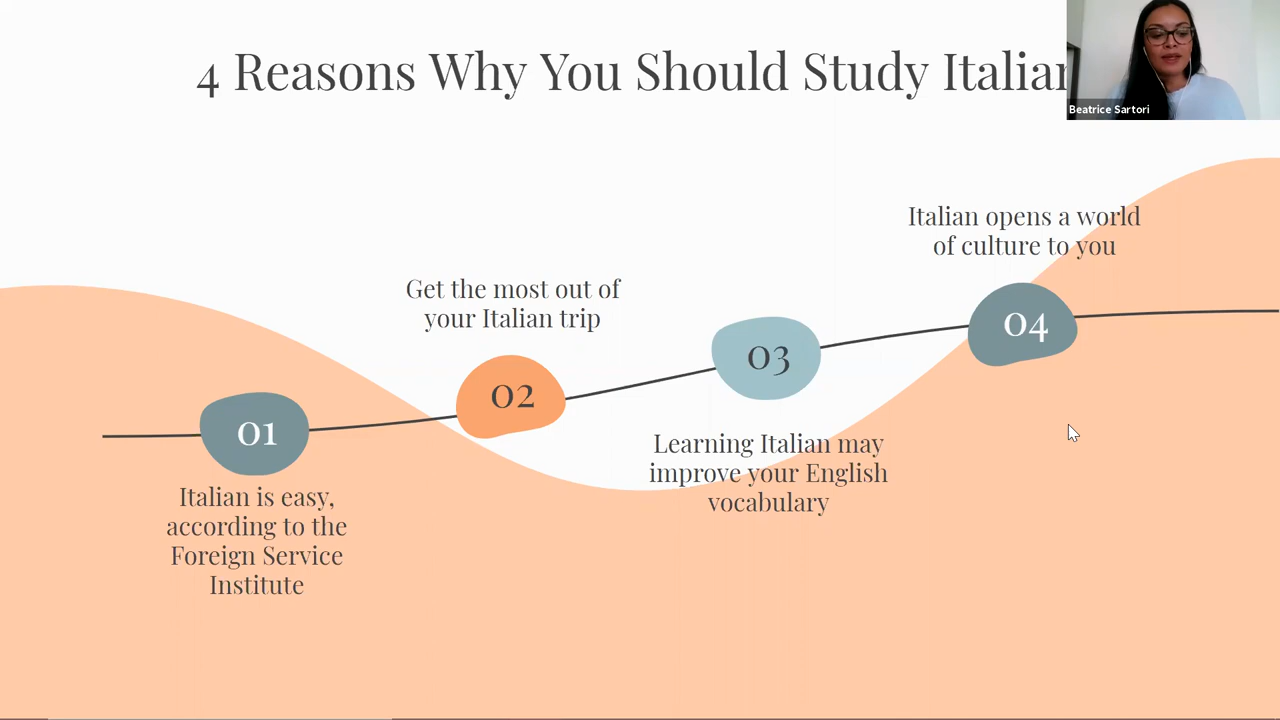 4 Reasons Why You Should Study Italian
Beatrice Sartori
01
Italian is easy,
according to the
Foreign Service
Institute
Get the most out of
your Italian trip
02
03
Learning Italian may
improve your English
vocabulary
Italian opens a world
of culture to you
04